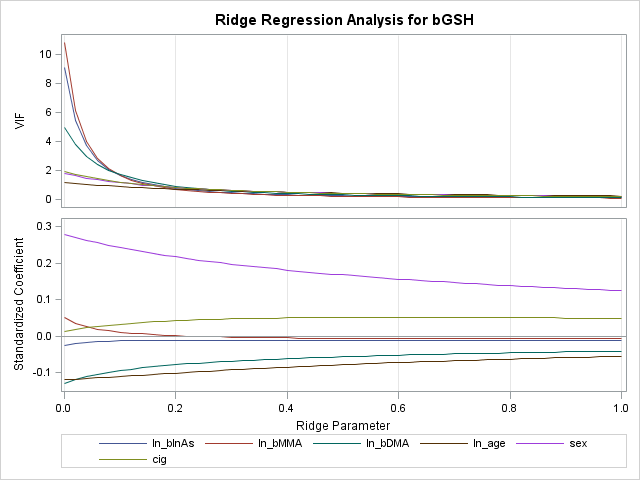 Ridge Regression Analysis for bGSH
10
8
6
4
2
0
VIF
0.3
0.2
0.1
0.0
-0.1
Standardized Coefficient
0.0 0.2 0.4 0.6 0.8 1.0
Ridge Parameter
ln_bInAs ln_bMMA ln_bDMA ln_age sex
cig